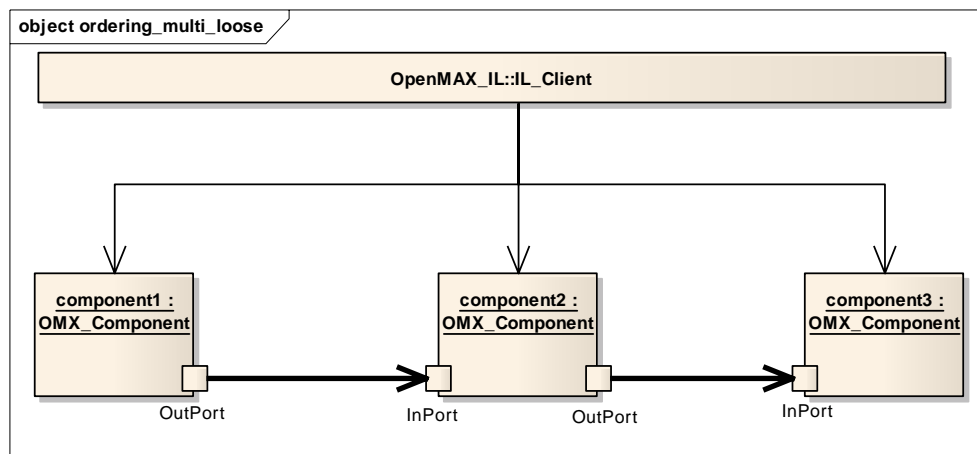 object ordering_multi_loose
OpenMAX_IL::IL_Client
component1 :
OMX_Component
component2 :
OMX_Component
component3 :
OMX_Component
OutPort
InPort
OutPort
InPort